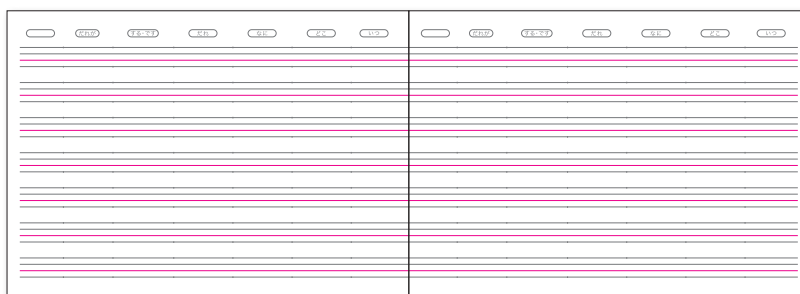 だれが する・です だれ なに どこ いつ だれが する・です だれ なに どこ いつ